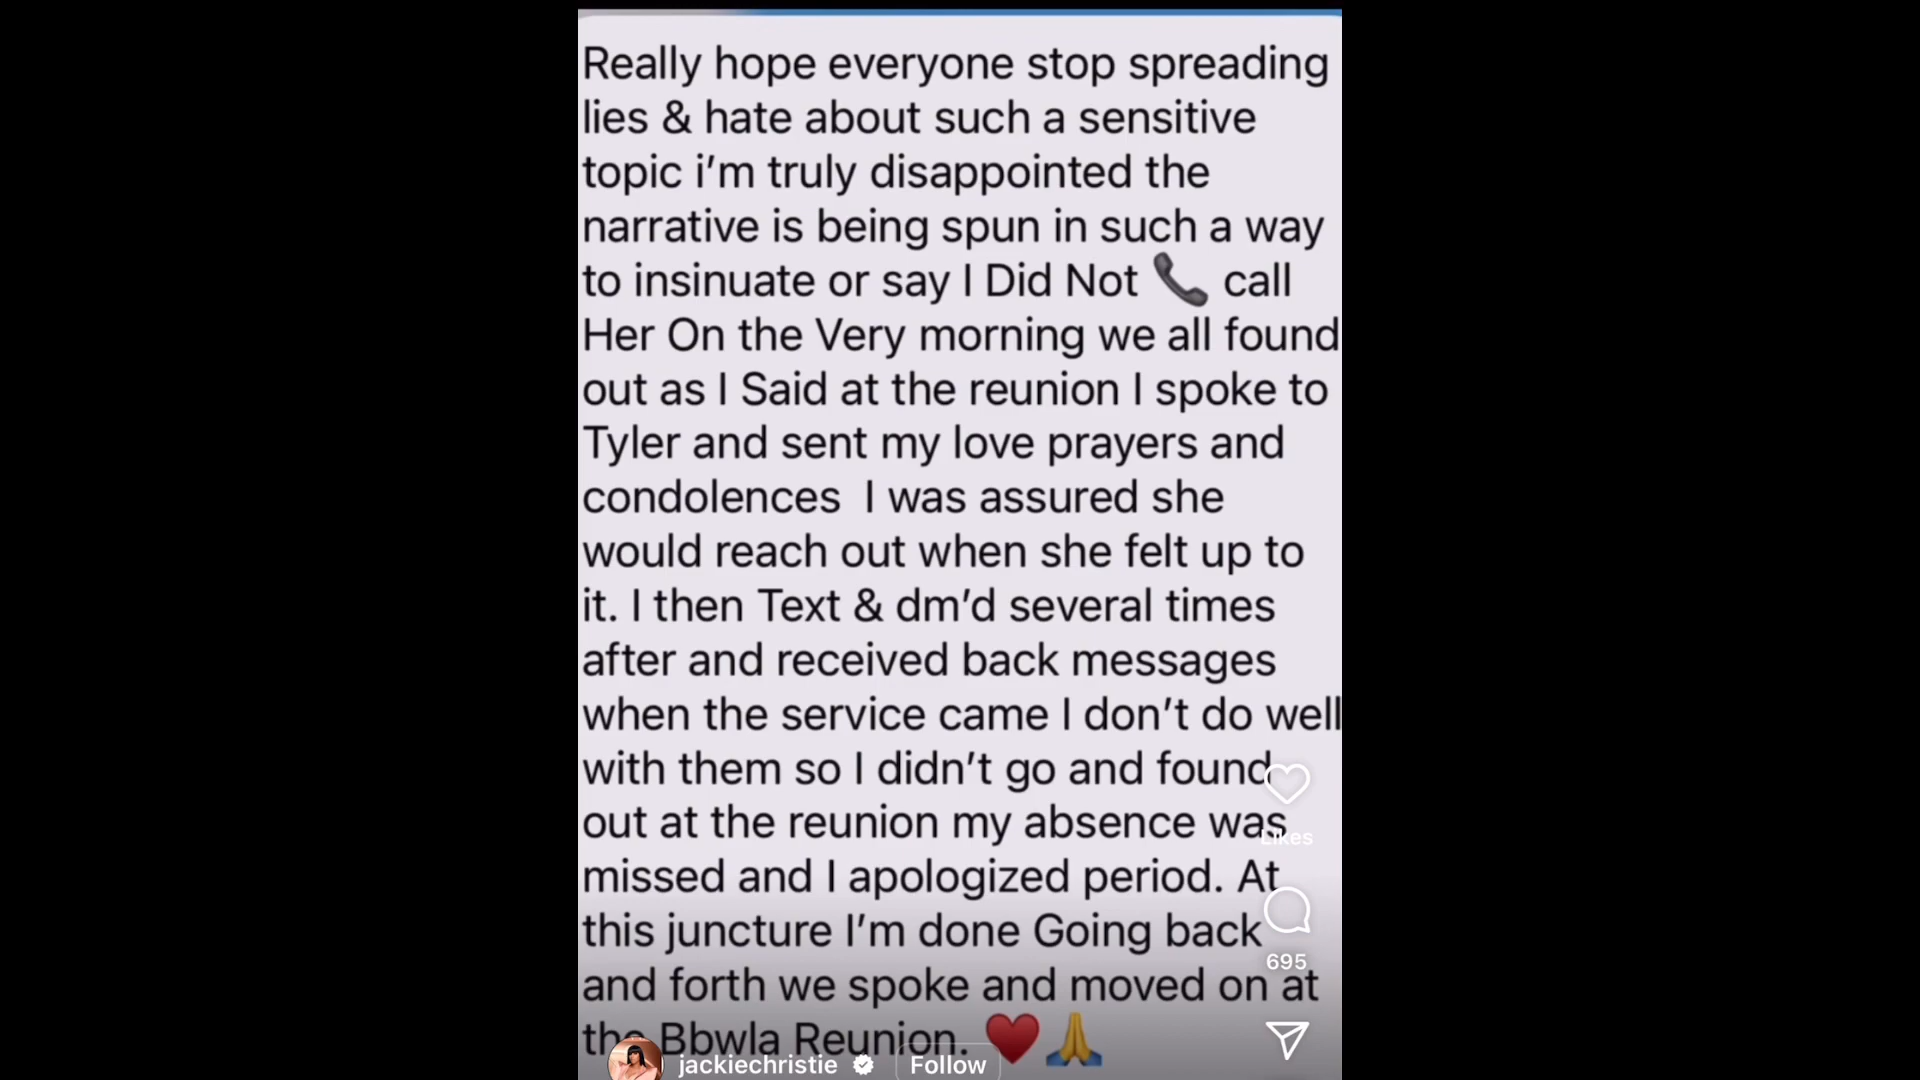 Really hope everyone stop spreading
lies & hate about such a sensitive
topic i’m truly disappointed the
narrative is being spun in such a way
to insinuate or say I Did Not 📞 call
Her On the Very morning we all found
out as I Said at the reunion I spoke to
Tyler and sent my love prayers and
condolences  I was assured she
would reach out when she felt up to
it. I then Text & dm’d several times
after and received back messages
when the service came I don’t do well
with them so I didn’t go and found
out at the reunion my absence was
missed and I apologized period. At
this juncture I’m done Going back
and forth we spoke and moved on at
the Bbwla Reunion. ♥️🙏
Likes
695
jackiechristie
Follow